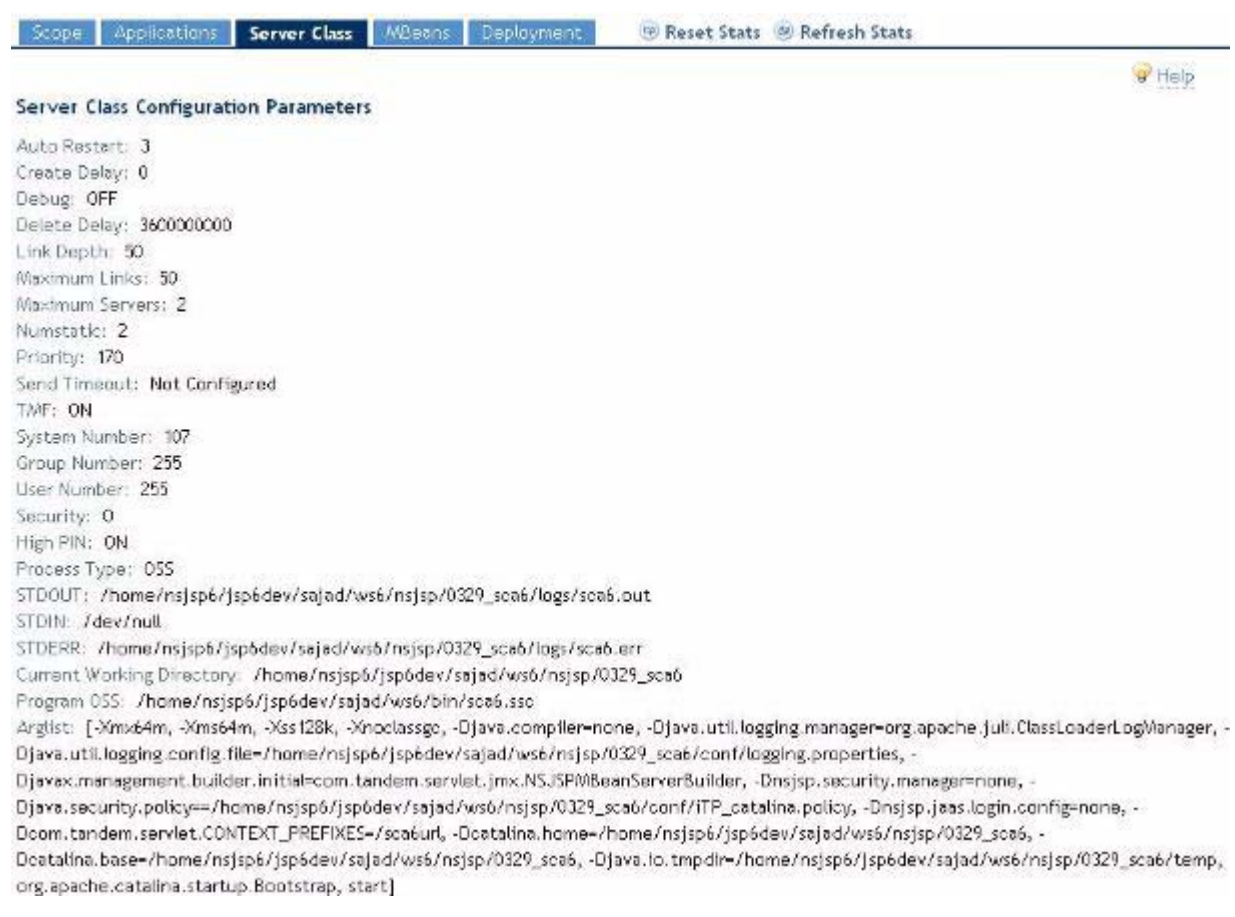 Scope Applications Server Class MBeans Deployment Reset Stats Refresh Stats
Help
Server Class Configuration Parameters
Auto Restart: 3
Create Delay: 0
Debug: OFF
Delete Delay: 3600000000
Link Depth: 50
Maximum Links: 50
Maximum Servers: 2
Numstatic: 2
Priority: 170
Send Timeout: Not Configured
TMF: ON
System Number: 107
Group Number: 255
User Number: 255
Security: O
High PIN: ON
Process Type: OSS
STDOUT: /home/nsjsp6/jsp6dev/sajad/ws6/nsjsp/0329_sca6/logs/sca6.out
STDIN: /dev/null
STDERR: /home/nsjsp6/jsp6dev/sajad/ws6/nsjsp/0329_sca6/logs/sca6.err
Current Working Directory: /home/nsjsp6/jsp6dev/sajad/ws6/nsjsp/0329_sca6
Program OSS: /home/nsjsp6/jsp6dev/sajad/ws6/bin/sca6.ssc
Arglist: [-Xmx64m, -Xms64m, -Xss128k, -Xnoclassgc, -Djava.compiler=none, -Djava.util.logging.manager=org.apache.juli.ClassLoaderLogManager, -
Djava.util.logging.config.file=/home/nsjsp6/jsp6dev/sajad/ws6/nsjsp/0329_sca6/conf/logging.properties, -
Djavax.management.builder.initial=com.tandem.servlet.jmx.NSJSPMBeanServerBuilder, -Dnsjsp.security.manager=none, -
Djava.security.policy==/home/nsjsp6/jsp6dev/sajad/ws6/nsjsp/0329_sca6/conf/iTP_catalina.policy, -Dnsjsp.jaas.login.config=none, -
Dcom.tandem.servlet.CONTEXT_PREFIXES=/sca6url, -Dcatalina.home=/home/nsjsp6/jsp6dev/sajad/ws6/nsjsp/0329_sca6, -
Dcatalina.base=/home/nsjsp6/jsp6dev/sajad/ws6/nsjsp/0329_sca6, -Djava.io.tmpdir=/home/nsjsp6/jsp6dev/sajad/ws6/nsjsp/0329_sca6/temp,
org.apache.catalina.startup.Bootstrap, start]